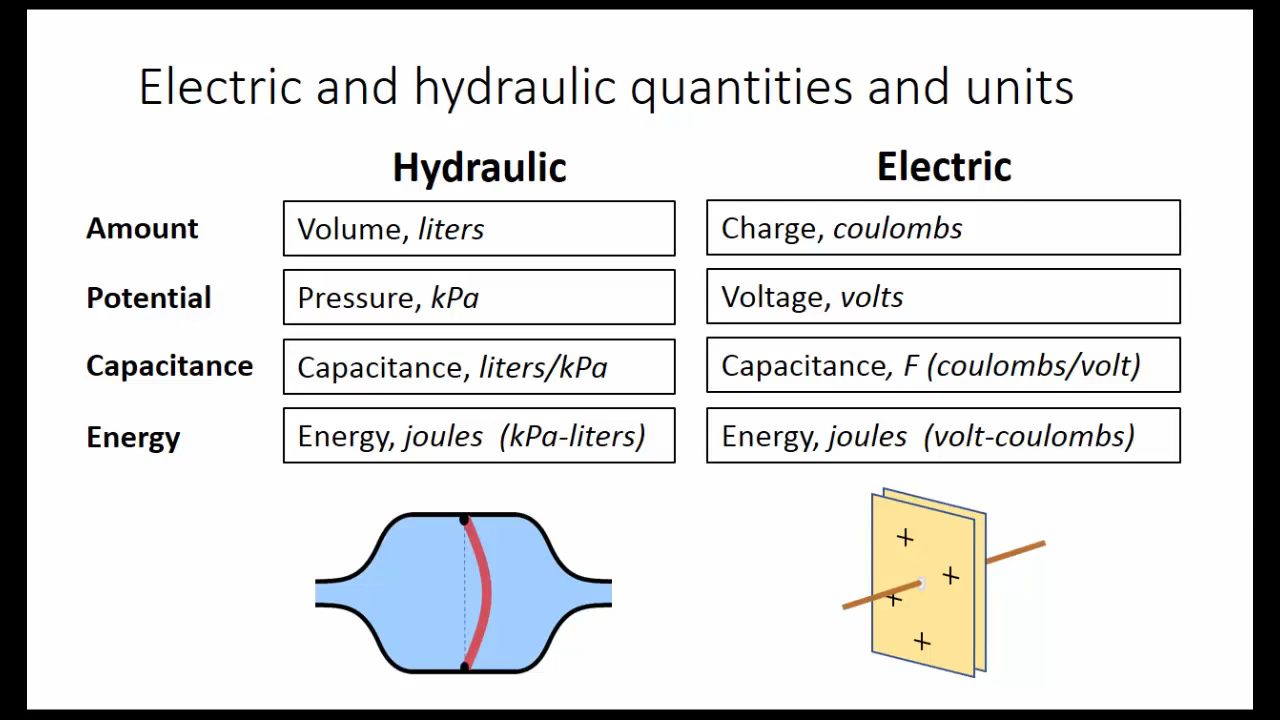 Electric and hydraulic quantities and units
Hydraulic Electric
Amount Volume, liters Charge, coulombs
Potential Pressure, kPa Voltage, volts
Capacitance Capacitance, liters/kPa Capacitance, F (coulombs/volt)
Energy Energy, joules (kPa-liters) Energy, joules (volt-coulombs)
+
+
+
+